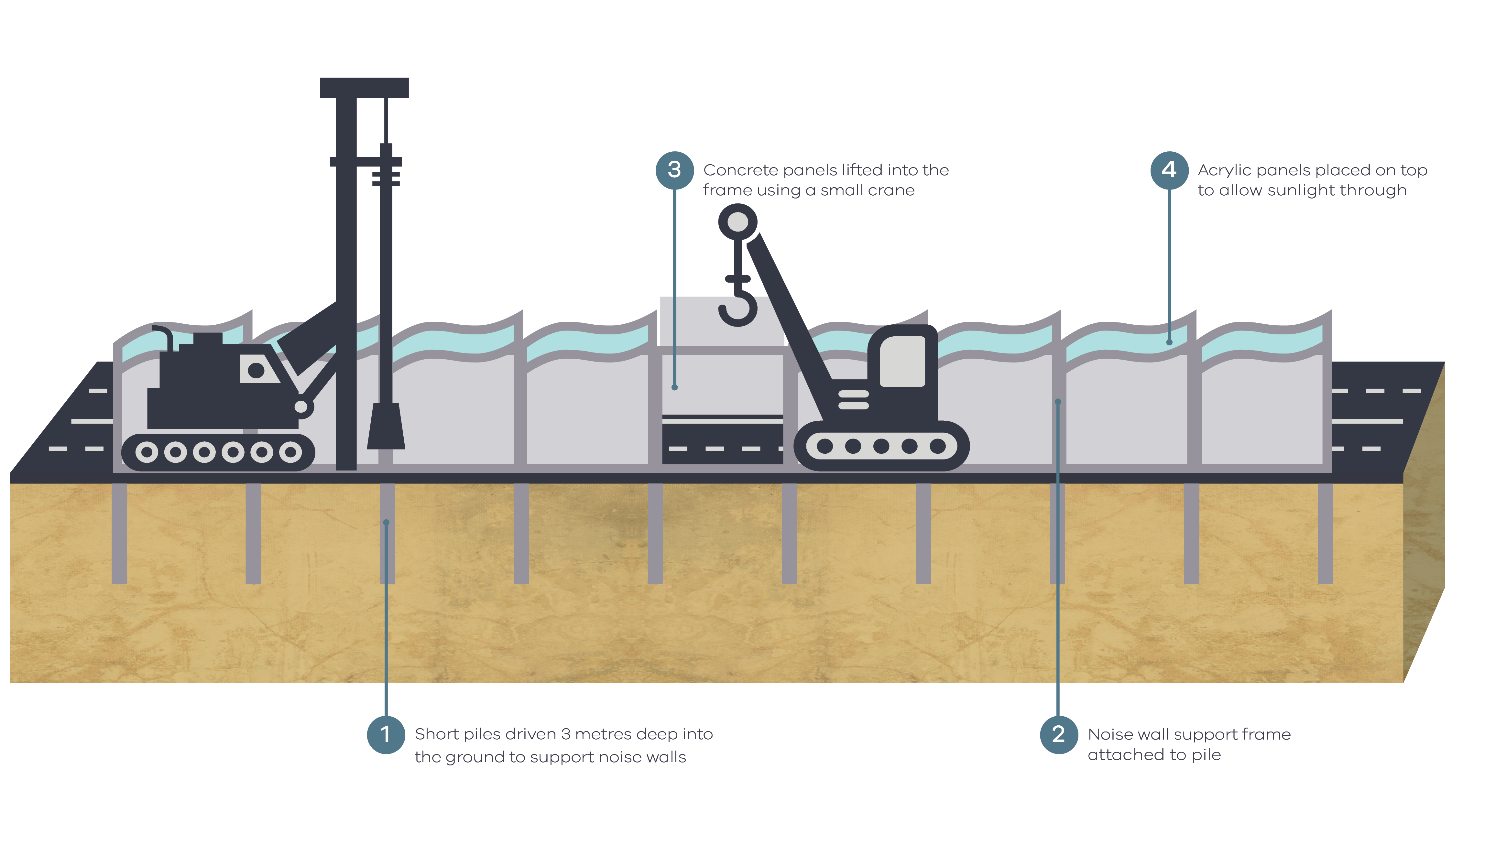 3
Concrete panels lifted into the
frame using a small crane
4
Acrylic panels placed on top
to allow sunlight through
1
Short piles driven 3 metres deep into
the ground to support noise walls
2
Noise wall support frame
attached to pile